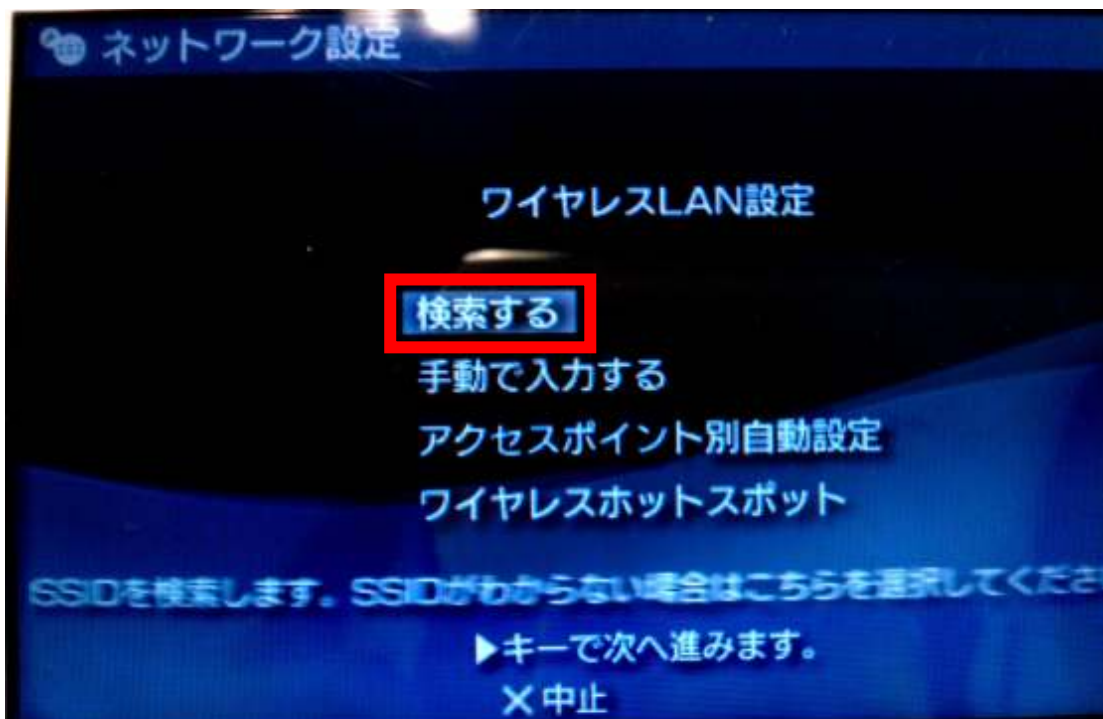 ネットワーク設定
ワイヤレスLAN設定
検索する
手動で入力する
アクセスポイント別自動設定
ワイヤレスホットスポット
SSIDを検索します。SSIDがわからない場合はこちらを選択してくださ
▶キーで次へ進みます。
✕中止